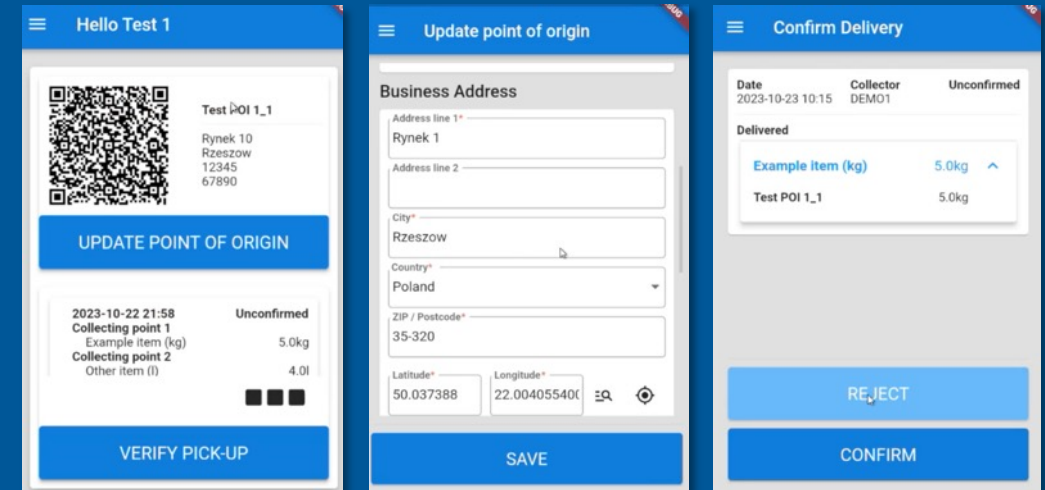 Hello Test 1
Test POI 1_1
Rynek 10
Rzeszow
12345
67890
UPDATE POINT OF ORIGIN
2023-10-22 21:58 Unconfirmed
Collecting point 1
Example item (kg) 5.0kg
Collecting point 2
Other item (l) 4.0l
VERIFY PICK-UP
Update point of origin
Business Address
Address line 1*
Rynek 1
Address line 2
City*
Rzeszow
Country*
Poland
ZIP / Postcode*
35-320
Latitude* Longitude*
50.037388 22.00405540
SAVE
Confirm Delivery
Date Collector Unconfirmed
2023-10-23 10:15 DEMO1
Delivered
Example item (kg) 5.0kg
Test POI 1_1 5.0kg
REJECT
CONFIRM